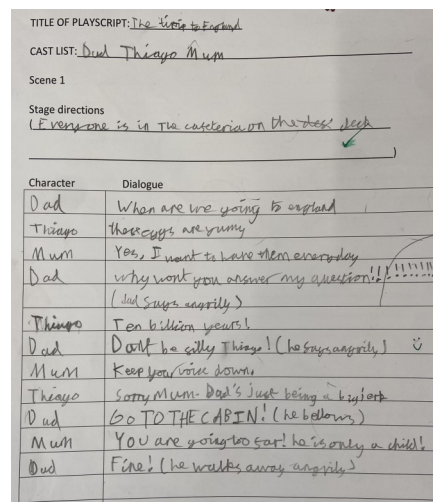 TITLE OF PLAYSCRIPT: The to England
CAST LIST: Dad Thiago Mum
Scene 1
Stage directions
(Everyone is in The cafeteria on the deck
)
Character Dialogue
Dad When are we going to england
Thiago these eggs are yumy
Mum Yes, I want to have them everyday
Dad why wont you answer my question!!!!!!!!!
(dad says angrily)
Thiago Ten billion years!
Dad Dont be silly Thiago! (he says angrily)
Mum Keep your voice down.
Thiago Sorry Mum. Dad's just being a big
Dad GO TO THE CABIN! (he bellows)
Mum You are going too far! he is only a child!
Dad Fine! (he walks away angrily)